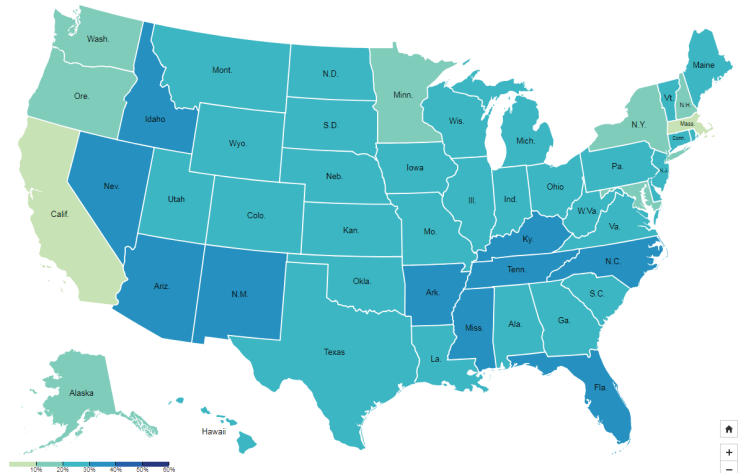 Wash.
Mont.
N.D.
Minn.
Maine
Ore.
Idaho
S.D.
Wis.
Mich.
Vt.
N.H.
N.Y.
Mass.
Conn.
Wyo.
Nev.
Neb.
Iowa
Pa.
N.J.
Calif.
Utah
Colo.
Kan.
Mo.
Ill.
Ind.
Ohio
W.Va.
Va.
Ky.
Ariz.
N.M.
Okla.
Ark.
Tenn.
N.C.
S.C.
Texas
La.
Miss.
Ala.
Ga.
Fla.
Alaska
Hawaii
10% 20% 30% 40% 50% 60%
+
−